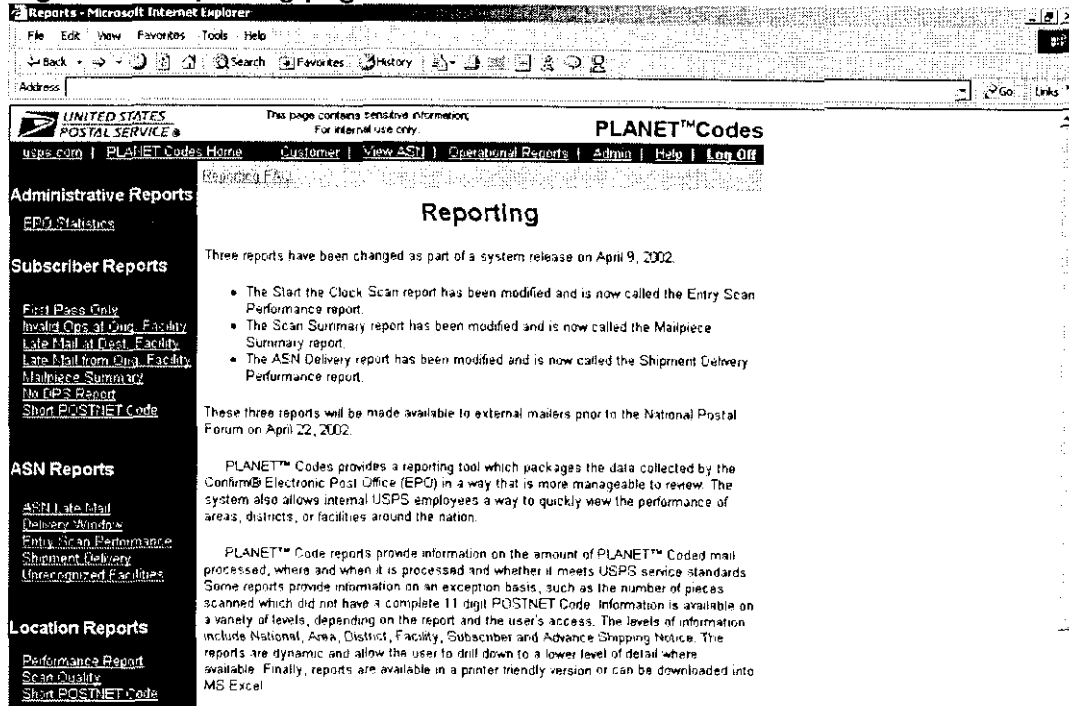 Reports - Microsoft Internet Explorer
File Edit View Favorites Tools Help
Back Search Favorites History
Address Go Links
UNITED STATES POSTAL SERVICE ®
This page contains sensitive information;
For internal use only.
PLANET™Codes
usps.com | PLANET Codes Home Customer | View ASN | Operational Reports | Admin | Help | Log Off
Reporting FAQ
Administrative Reports
EPO Statistics
Subscriber Reports
First Pass Only
Invalid Ops at Orig. Facility
Late Mail at Dest. Facility
Late Mail from Orig. Facility
Mailpiece Summary
No DPS Report
Short POSTNET Code
ASN Reports
ASN Late Mail
Delivery Window
Entry Scan Performance
Shipment Delivery
Unrecognized Facilities
Location Reports
Performance Report
Scan Quality
Short POSTNET Code
Reporting
Three reports have been changed as part of a system release on April 9, 2002.
• The Start the Clock Scan report has been modified and is now called the Entry Scan
Performance report.
• The Scan Summary report has been modified and is now called the Mailpiece
Summary report.
• The ASN Delivery report has been modified and is now called the Shipment Delivery
Performance report.
These three reports will be made available to external mailers prior to the National Postal
Forum on April 22, 2002.
PLANET™ Codes provides a reporting tool which packages the data collected by the
Confirm® Electronic Post Office (EPO) in a way that is more manageable to review. The
system also allows internal USPS employees a way to quickly view the performance of
areas, districts, or facilities around the nation.
PLANET™ Code reports provide information on the amount of PLANET™ Coded mail
processed, where and when it is processed and whether it meets USPS service standards.
Some reports provide information on an exception basis, such as the number of pieces
scanned which did not have a complete 11 digit POSTNET Code. Information is available on
a variety of levels, depending on the report and the user's access. The levels of information
include National, Area, District, Facility, Subscriber and Advance Shipping Notice. The
reports are dynamic and allow the user to drill down to a lower level of detail where
available. Finally, reports are available in a printer friendly version or can be downloaded into
MS Excel